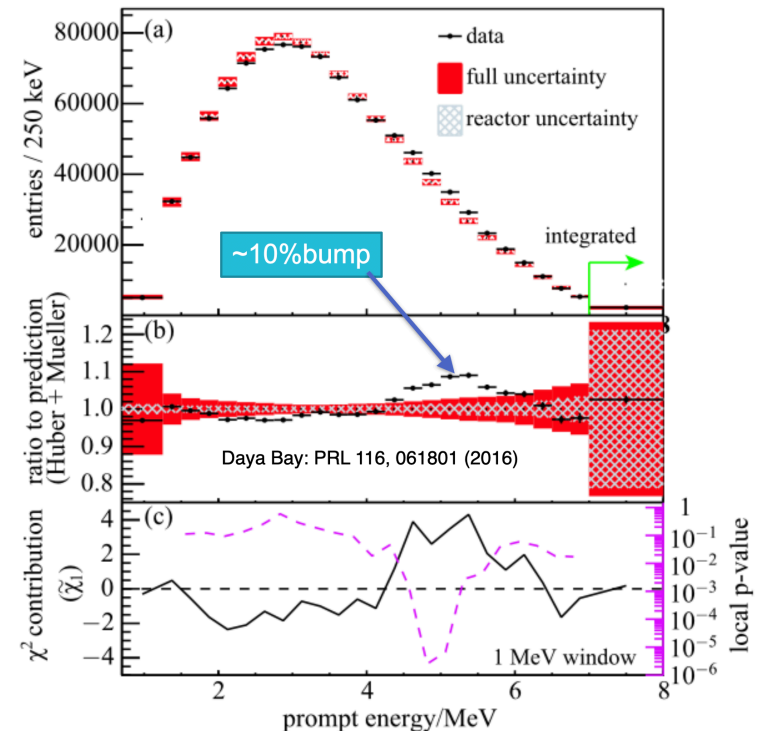 (a)
data
full uncertainty
reactor uncertainty
entries / 250 keV
80000
60000
40000
20000
~10%bump
integrated
(b)
ratio to prediction
(Huber + Mueller)
1.2
1.1
1.0
0.9
0.8
Daya Bay: PRL 116, 061801 (2016)
(c)
χ² contribution
(χ̃₁)
4
2
0
−2
−4
1
10⁻¹
10⁻²
10⁻³
10⁻⁴
10⁻⁵
10⁻⁶
local p-value
1 MeV window
2
4
6
8
prompt energy/MeV